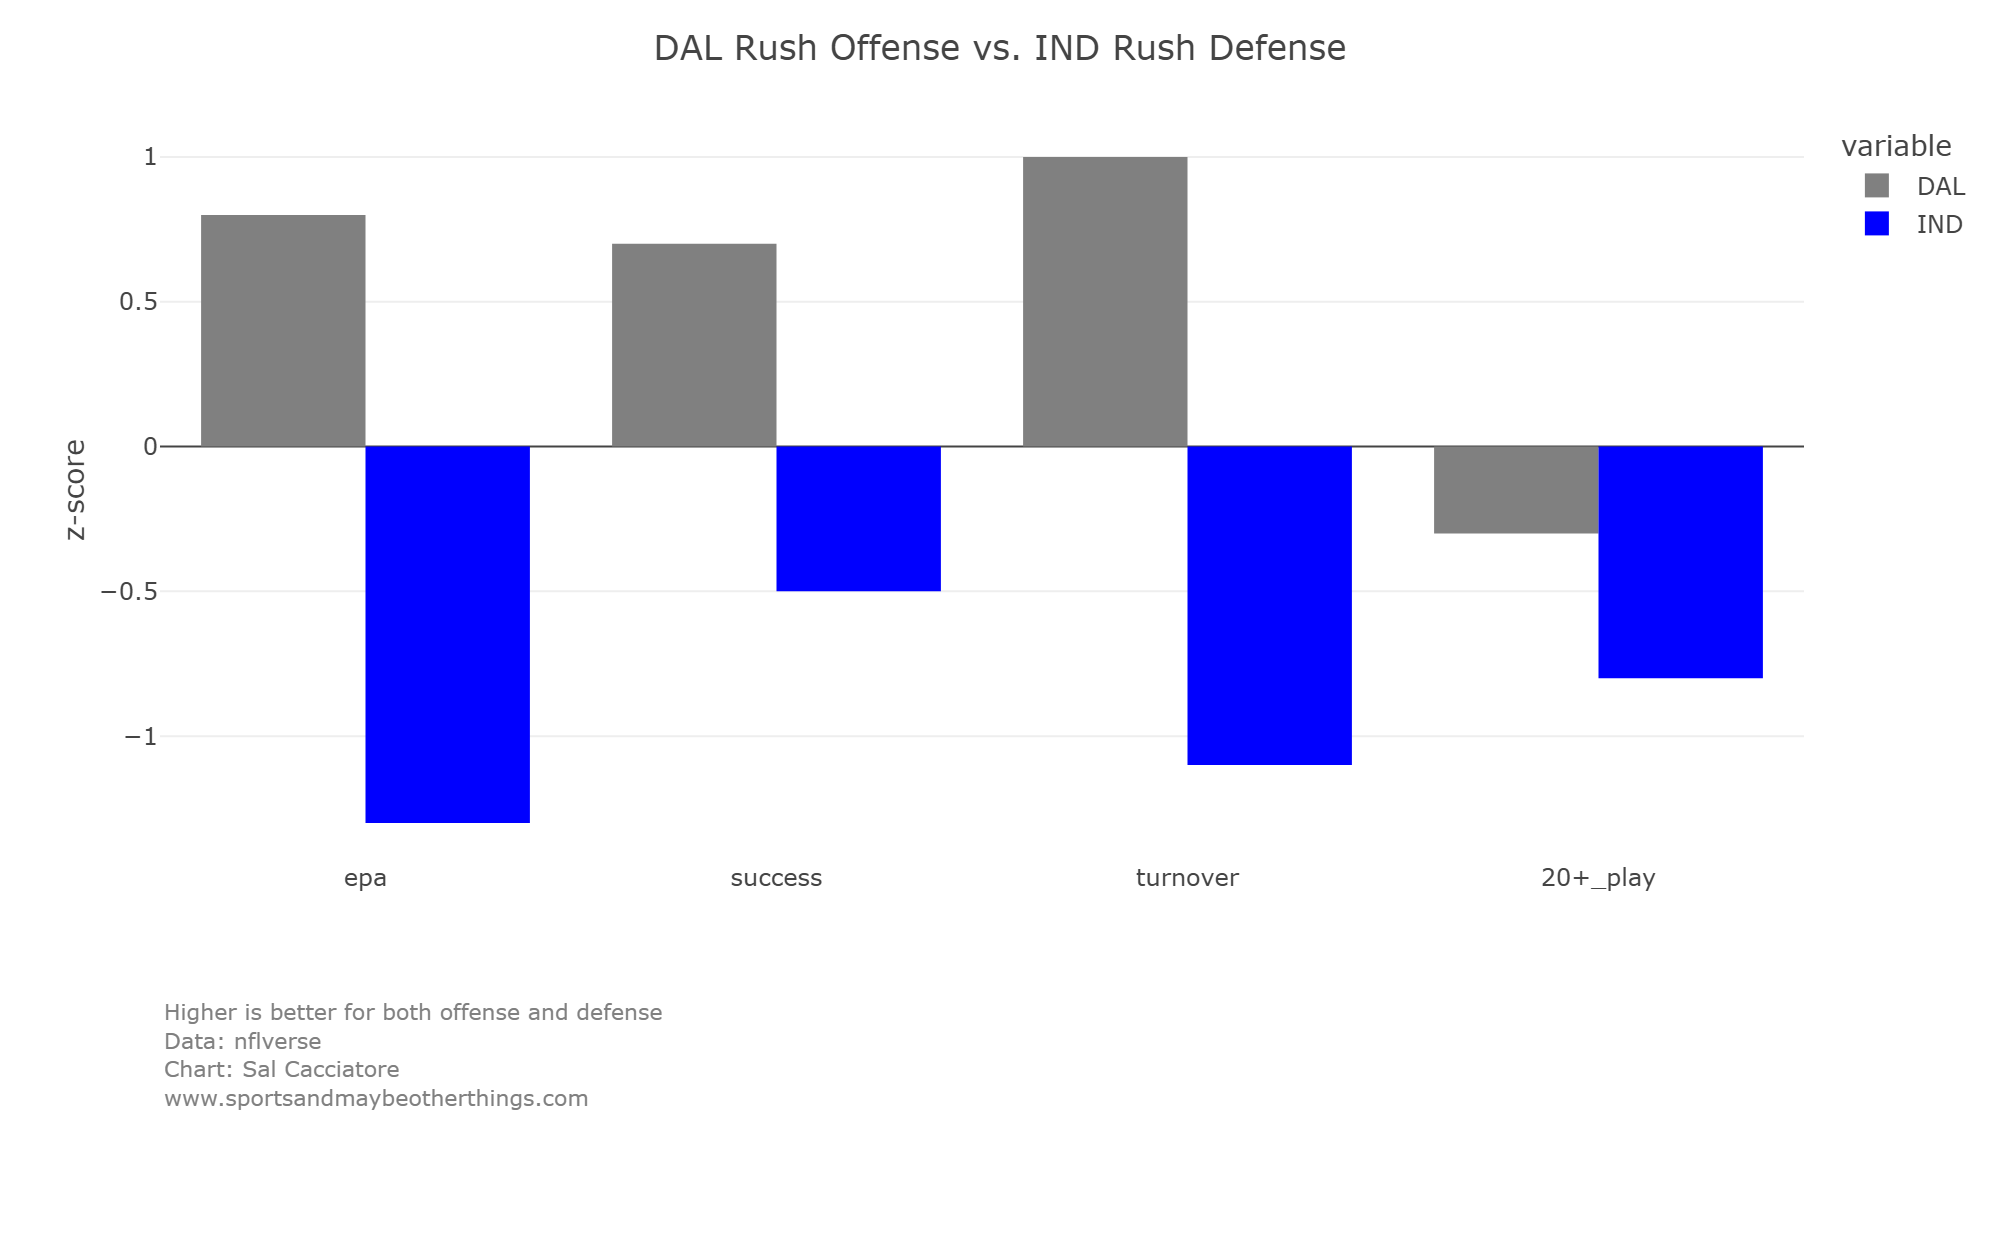 DAL Rush Offense vs. IND Rush Defense
variable
DAL
IND
z-score
1
0.5
0
−0.5
−1
epa
success
turnover
20+_play
Higher is better for both offense and defense
Data: nflverse
Chart: Sal Cacciatore
www.sportsandmaybeotherthings.com